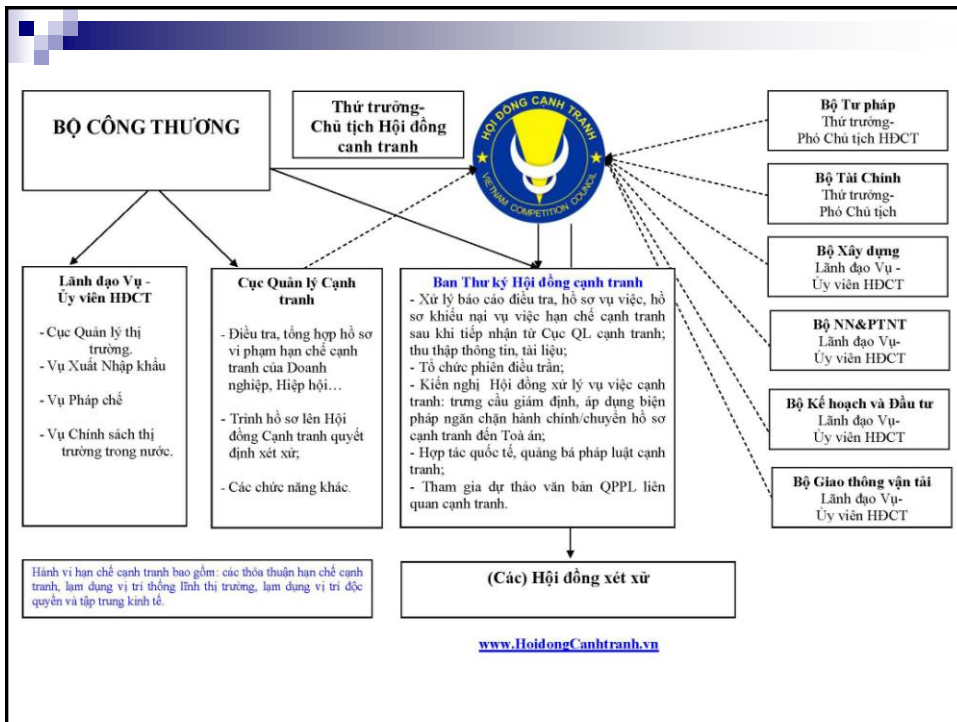 BỘ CÔNG THƯƠNG
Thứ trưởng-
Chủ tịch Hội đồng
canh tranh
HỘI ĐỒNG CẠNH TRANH
VIETNAM COMPETITION COUNCIL
Bộ Tư pháp
Thứ trưởng-
Phó Chủ tịch HĐCT
Bộ Tài Chính
Thứ trưởng-
Phó Chủ tịch
Bộ Xây dựng
Lãnh đạo Vụ -
Ủy viên HĐCT
Bộ NN&PTNT
Lãnh đạo Vụ-
Ủy viên HĐCT
Bộ Kế hoạch và Đầu tư
Lãnh đạo Vụ-
Ủy viên HĐCT
Bộ Giao thông vận tải
Lãnh đạo Vụ-
Ủy viên HĐCT
Lãnh đạo Vụ -
Ủy viên HĐCT
- Cục Quản lý thị
trường.
- Vụ Xuất Nhập khẩu
- Vụ Pháp chế
- Vụ Chính sách thị
trường trong nước.
Cục Quản lý Cạnh
tranh
- Điều tra, tổng hợp hồ sơ
vi phạm hạn chế cạnh
tranh của Doanh
nghiệp, Hiệp hội…
- Trình hồ sơ lên Hội
đồng Cạnh tranh quyết
định xét xử;
- Các chức năng khác.
Ban Thư ký Hội đồng cạnh tranh
- Xử lý báo cáo điều tra, hồ sơ vụ việc, hồ
sơ khiếu nại vụ việc hạn chế cạnh tranh
sau khi tiếp nhận từ Cục QL cạnh tranh;
thu thập thông tin, tài liệu;
- Tổ chức phiên điều trần;
- Kiến nghị Hội đồng xử lý vụ việc cạnh
tranh: trưng cầu giám định, áp dụng biện
pháp ngăn chặn hành chính/chuyển hồ sơ
cạnh tranh đến Toà án;
- Hợp tác quốc tế, quảng bá pháp luật cạnh
tranh;
- Tham gia dự thảo văn bản QPPL liên
quan cạnh tranh.
Hành vi hạn chế cạnh tranh bao gồm: các thỏa thuận hạn chế cạnh
tranh, lạm dụng vị trí thống lĩnh thị trường, lạm dụng vị trí độc
quyền và tập trung kinh tế.
(Các) Hội đồng xét xử
www.HoidongCanhtranh.vn